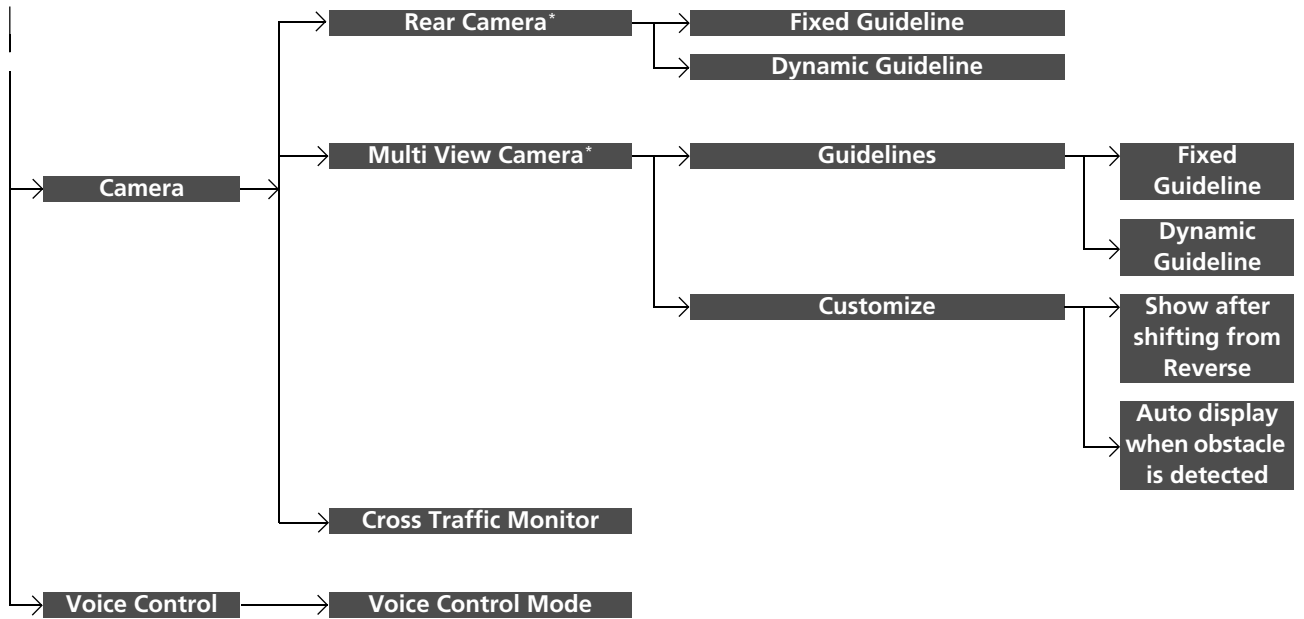 Rear Camera*
Fixed Guideline
Dynamic Guideline
Multi View Camera*
Guidelines
Fixed
Guideline
Camera
Dynamic
Guideline
Customize
Show after
shifting from
Reverse
Auto display
when obstacle
is detected
Cross Traffic Monitor
Voice Control
Voice Control Mode